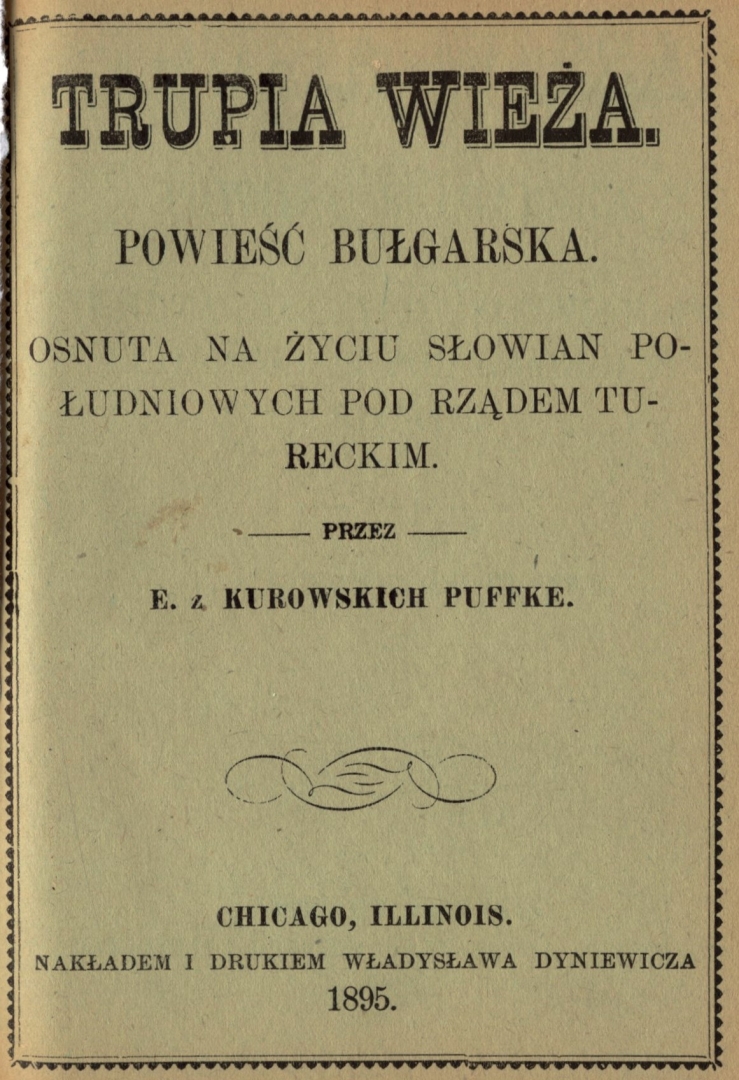 TRUPIA WIEŻA.
POWIEŚĆ BUŁGARSKA.
OSNUTA NA ŻYCIU SŁOWIAN PO-
ŁUDNIOWYCH POD RZĄDEM TU-
RECKIM.
PRZEZ
E. z KUROWSKICH PUFFKE.
CHICAGO, ILLINOIS.
NAKŁADEM I DRUKIEM WŁADYSŁAWA DYNIEWICZA
1895.